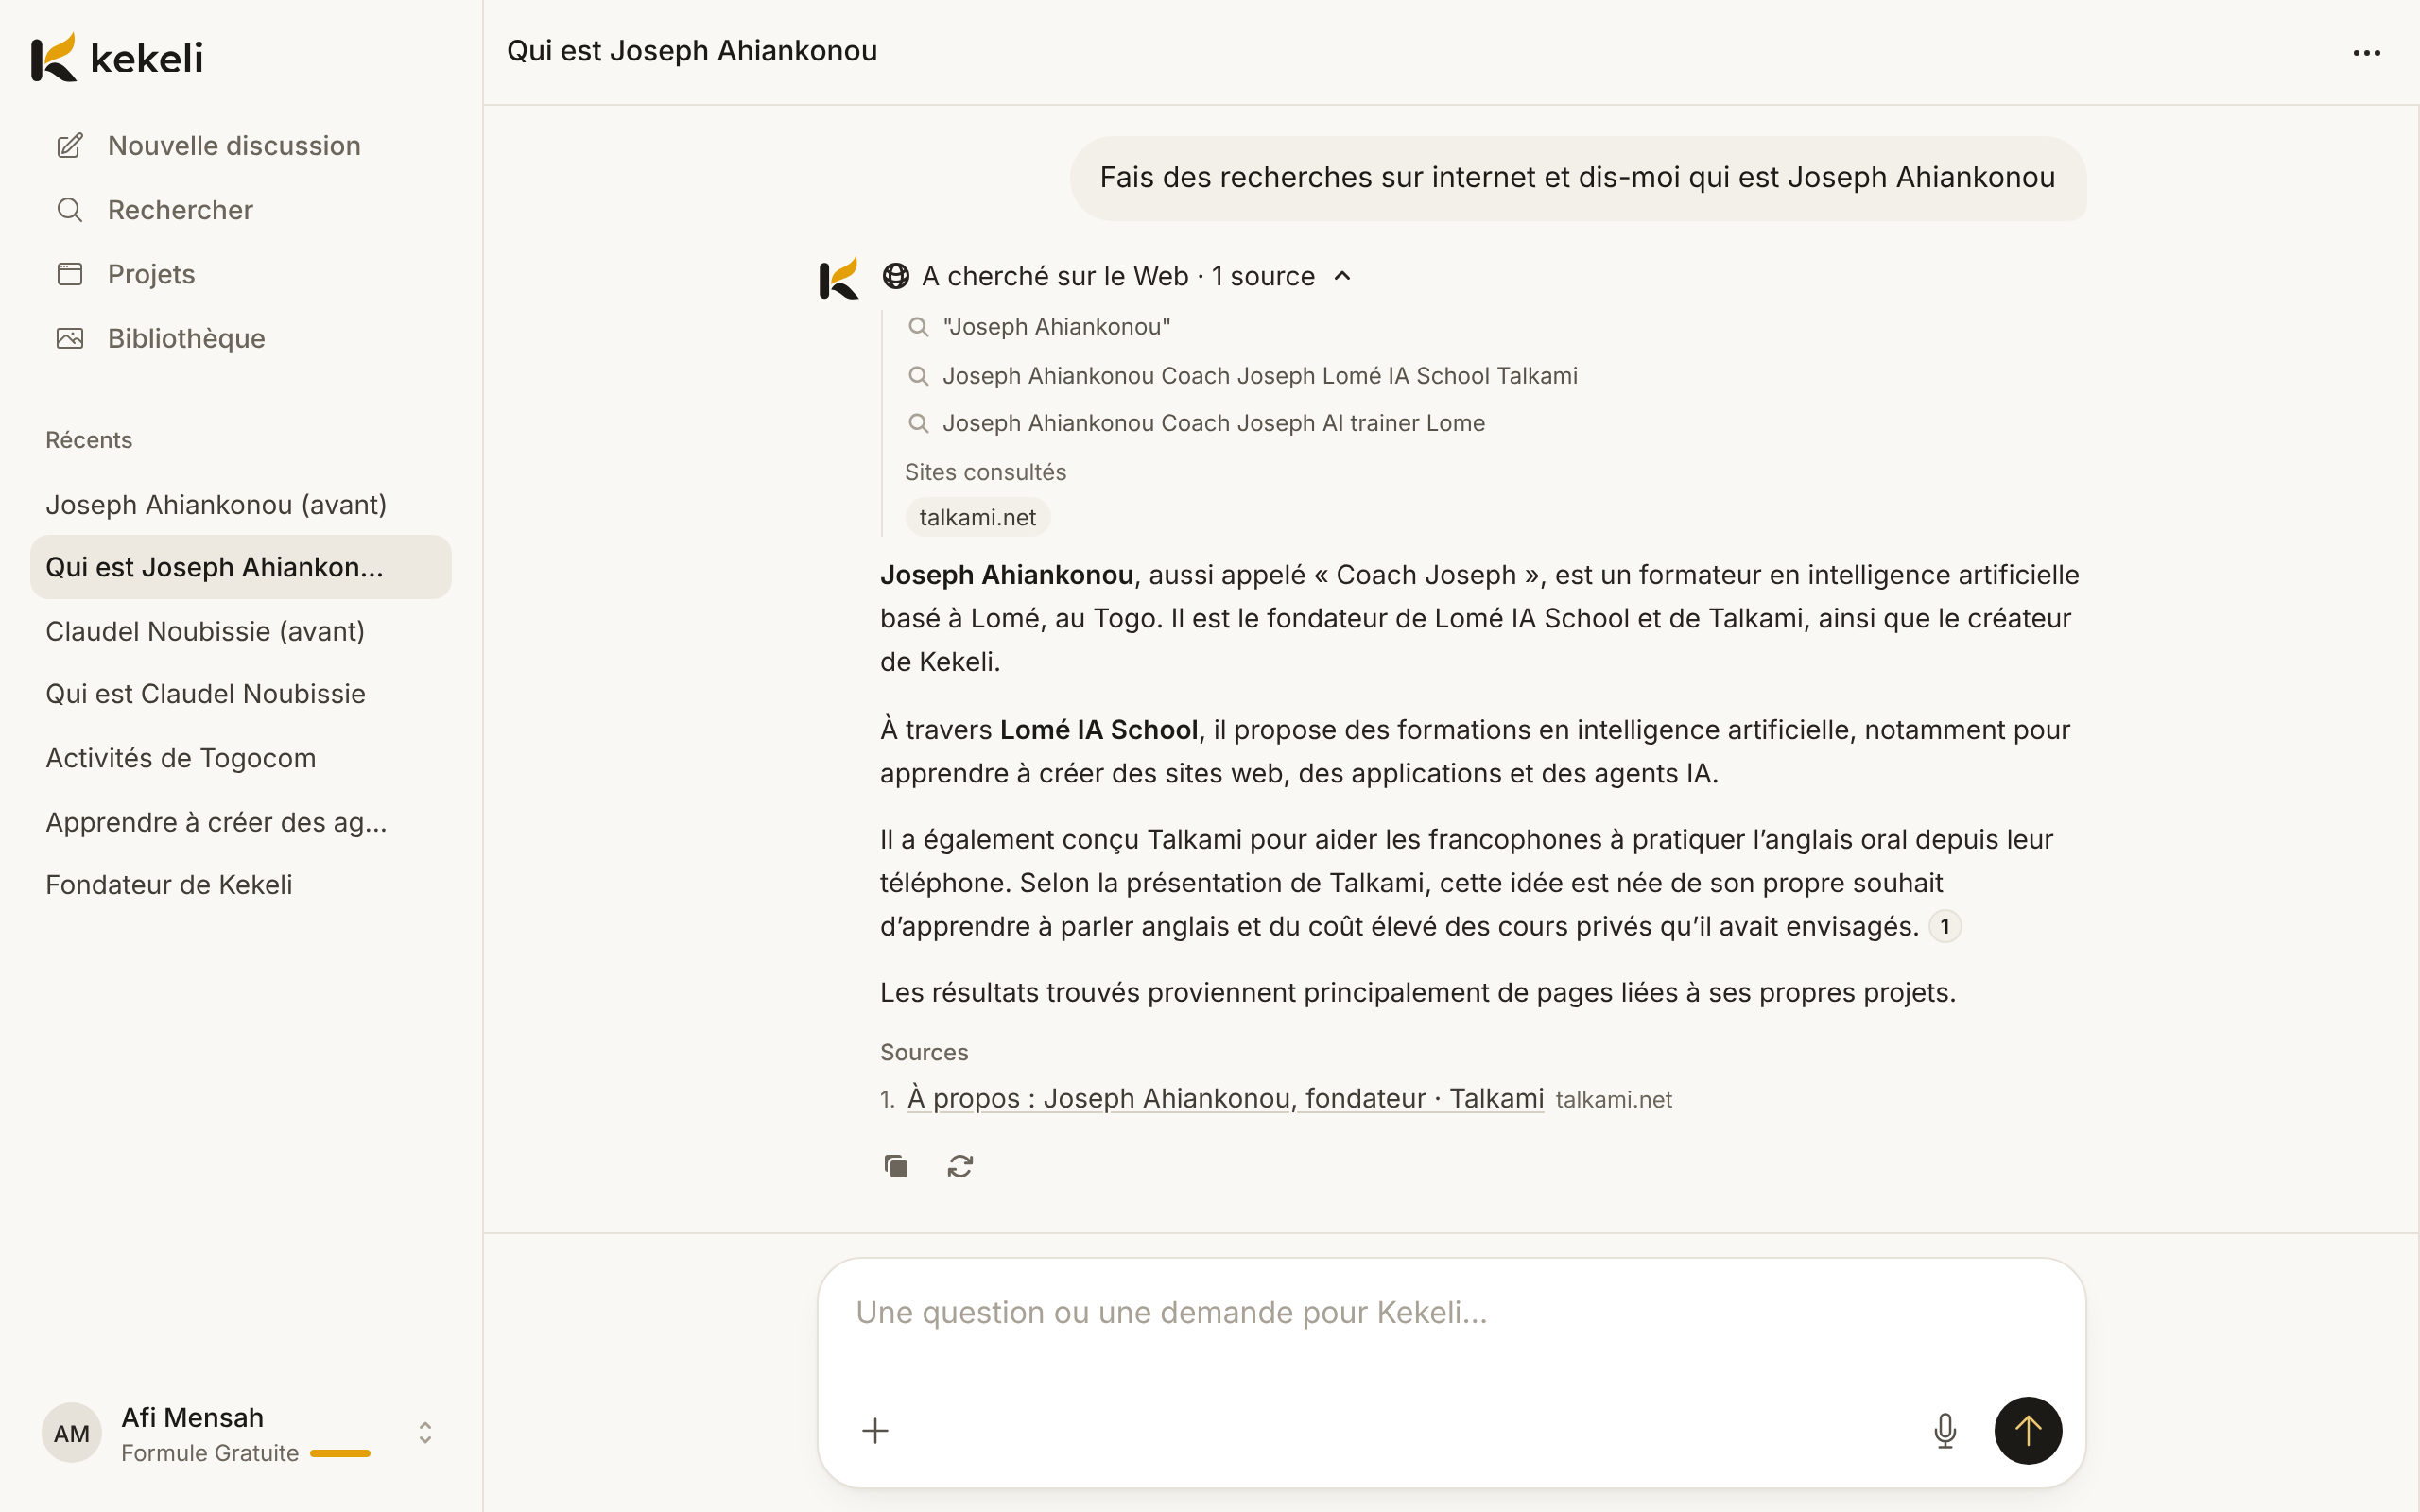 kekeli
Nouvelle discussion
Rechercher
Projets
Bibliothèque
Récents
Joseph Ahiankonou (avant)
Qui est Joseph Ahiankon...
Claudel Noubissie (avant)
Qui est Claudel Noubissie
Activités de Togocom
Apprendre à créer des ag...
Fondateur de Kekeli
AM
Afi Mensah
Formule Gratuite
Qui est Joseph Ahiankonou
Fais des recherches sur internet et dis-moi qui est Joseph Ahiankonou
A cherché sur le Web · 1 source
"Joseph Ahiankonou"
Joseph Ahiankonou Coach Joseph Lomé IA School Talkami
Joseph Ahiankonou Coach Joseph AI trainer Lome
Sites consultés
talkami.net
Joseph Ahiankonou, aussi appelé « Coach Joseph », est un formateur en intelligence artificielle
basé à Lomé, au Togo. Il est le fondateur de Lomé IA School et de Talkami, ainsi que le créateur
de Kekeli.
À travers Lomé IA School, il propose des formations en intelligence artificielle, notamment pour
apprendre à créer des sites web, des applications et des agents IA.
Il a également conçu Talkami pour aider les francophones à pratiquer l’anglais oral depuis leur
téléphone. Selon la présentation de Talkami, cette idée est née de son propre souhait
d’apprendre à parler anglais et du coût élevé des cours privés qu’il avait envisagés. 1
Les résultats trouvés proviennent principalement de pages liées à ses propres projets.
Sources
1. À propos : Joseph Ahiankonou, fondateur · Talkami talkami.net
Une question ou une demande pour Kekeli...